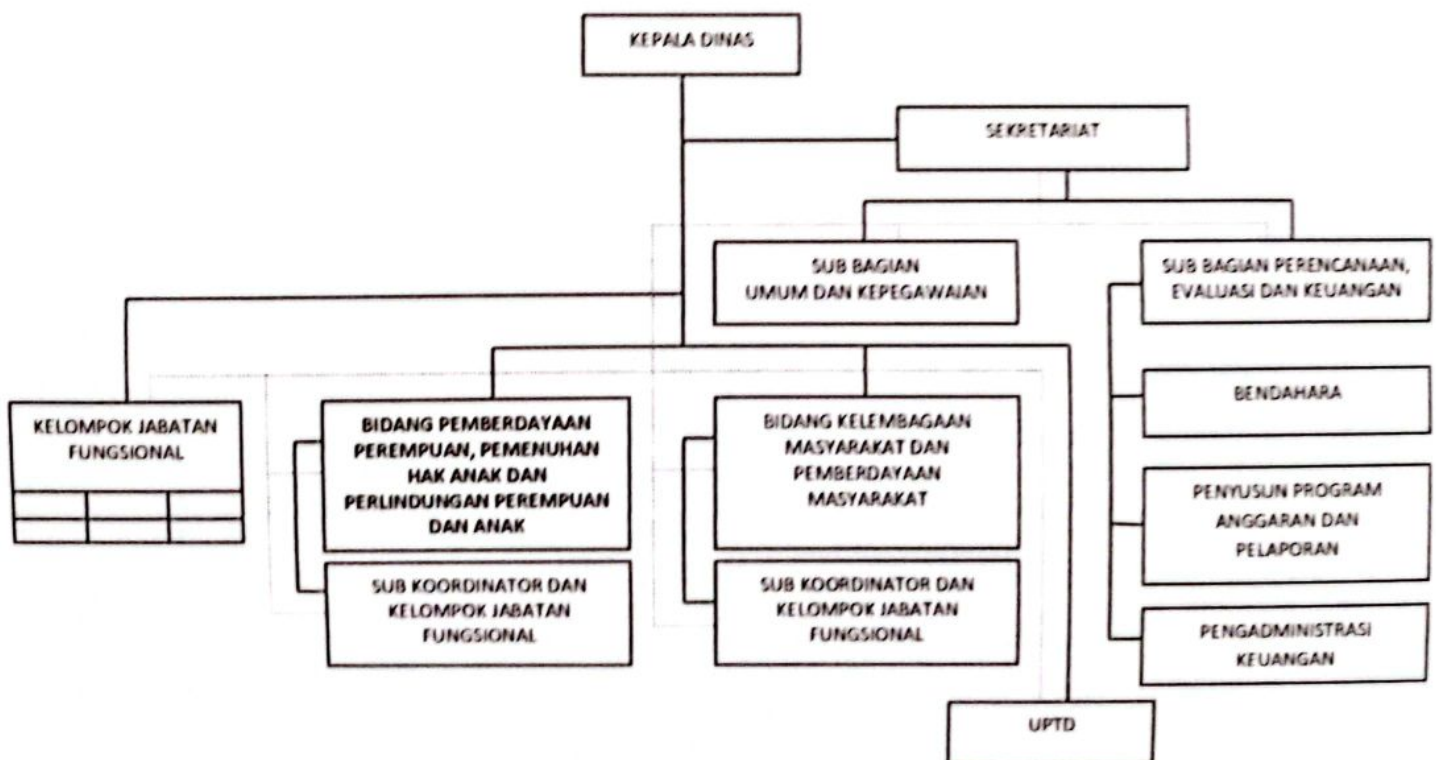 KEPALA DINAS
SEKRETARIAT
SUB BAGIAN
UMUM DAN KEPEGAWAIAN
SUB BAGIAN PERENCANAAN,
EVALUASI DAN KEUANGAN
KELOMPOK JABATAN
FUNGSIONAL
BIDANG PEMBERDAYAAN
PEREMPUAN, PEMENUHAN
HAK ANAK DAN
PERLINDUNGAN PEREMPUAN
DAN ANAK
BIDANG KELEMBAGAAN
MASYARAKAT DAN
PEMBERDAYAAN
MASYARAKAT
BENDAHARA
PENYUSUN PROGRAM
ANGGARAN DAN
PELAPORAN
SUB KOORDINATOR DAN
KELOMPOK JABATAN
FUNGSIONAL
SUB KOORDINATOR DAN
KELOMPOK JABATAN
FUNGSIONAL
PENGADMINISTRASI
KEUANGAN
UPTD